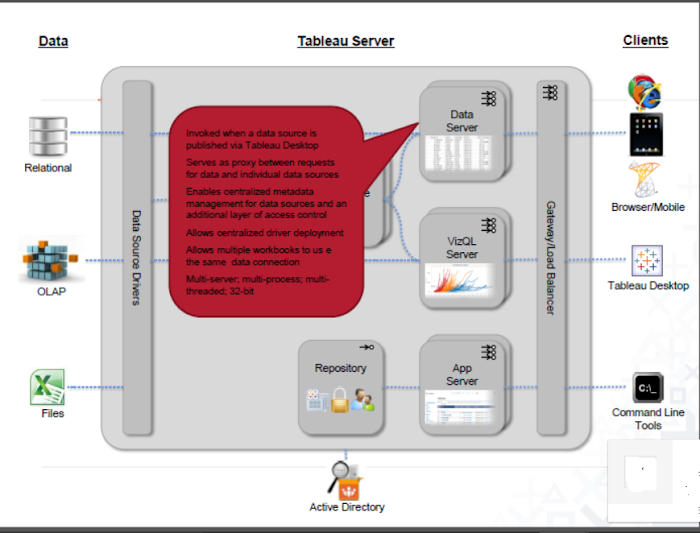 Data
Tableau Server
Clients
Relational
OLAP
Files
Data Source Drivers
Invoked when a data source is
published via Tableau Desktop
Serves as proxy between requests
for data and individual data sources
Enables centralized metadata
management for data sources and an
additional layer of access control
Allows centralized driver deployment
Allows multiple workbooks to us e
the same data connection
Multi-server; multi-process; multi-
threaded; 32-bit
e
Data
Server
VizQL
Server
Repository
App
Server
Gateway/Load Balancer
Browser/Mobile
Tableau Desktop
C:\_
Command Line
Tools
Active Directory